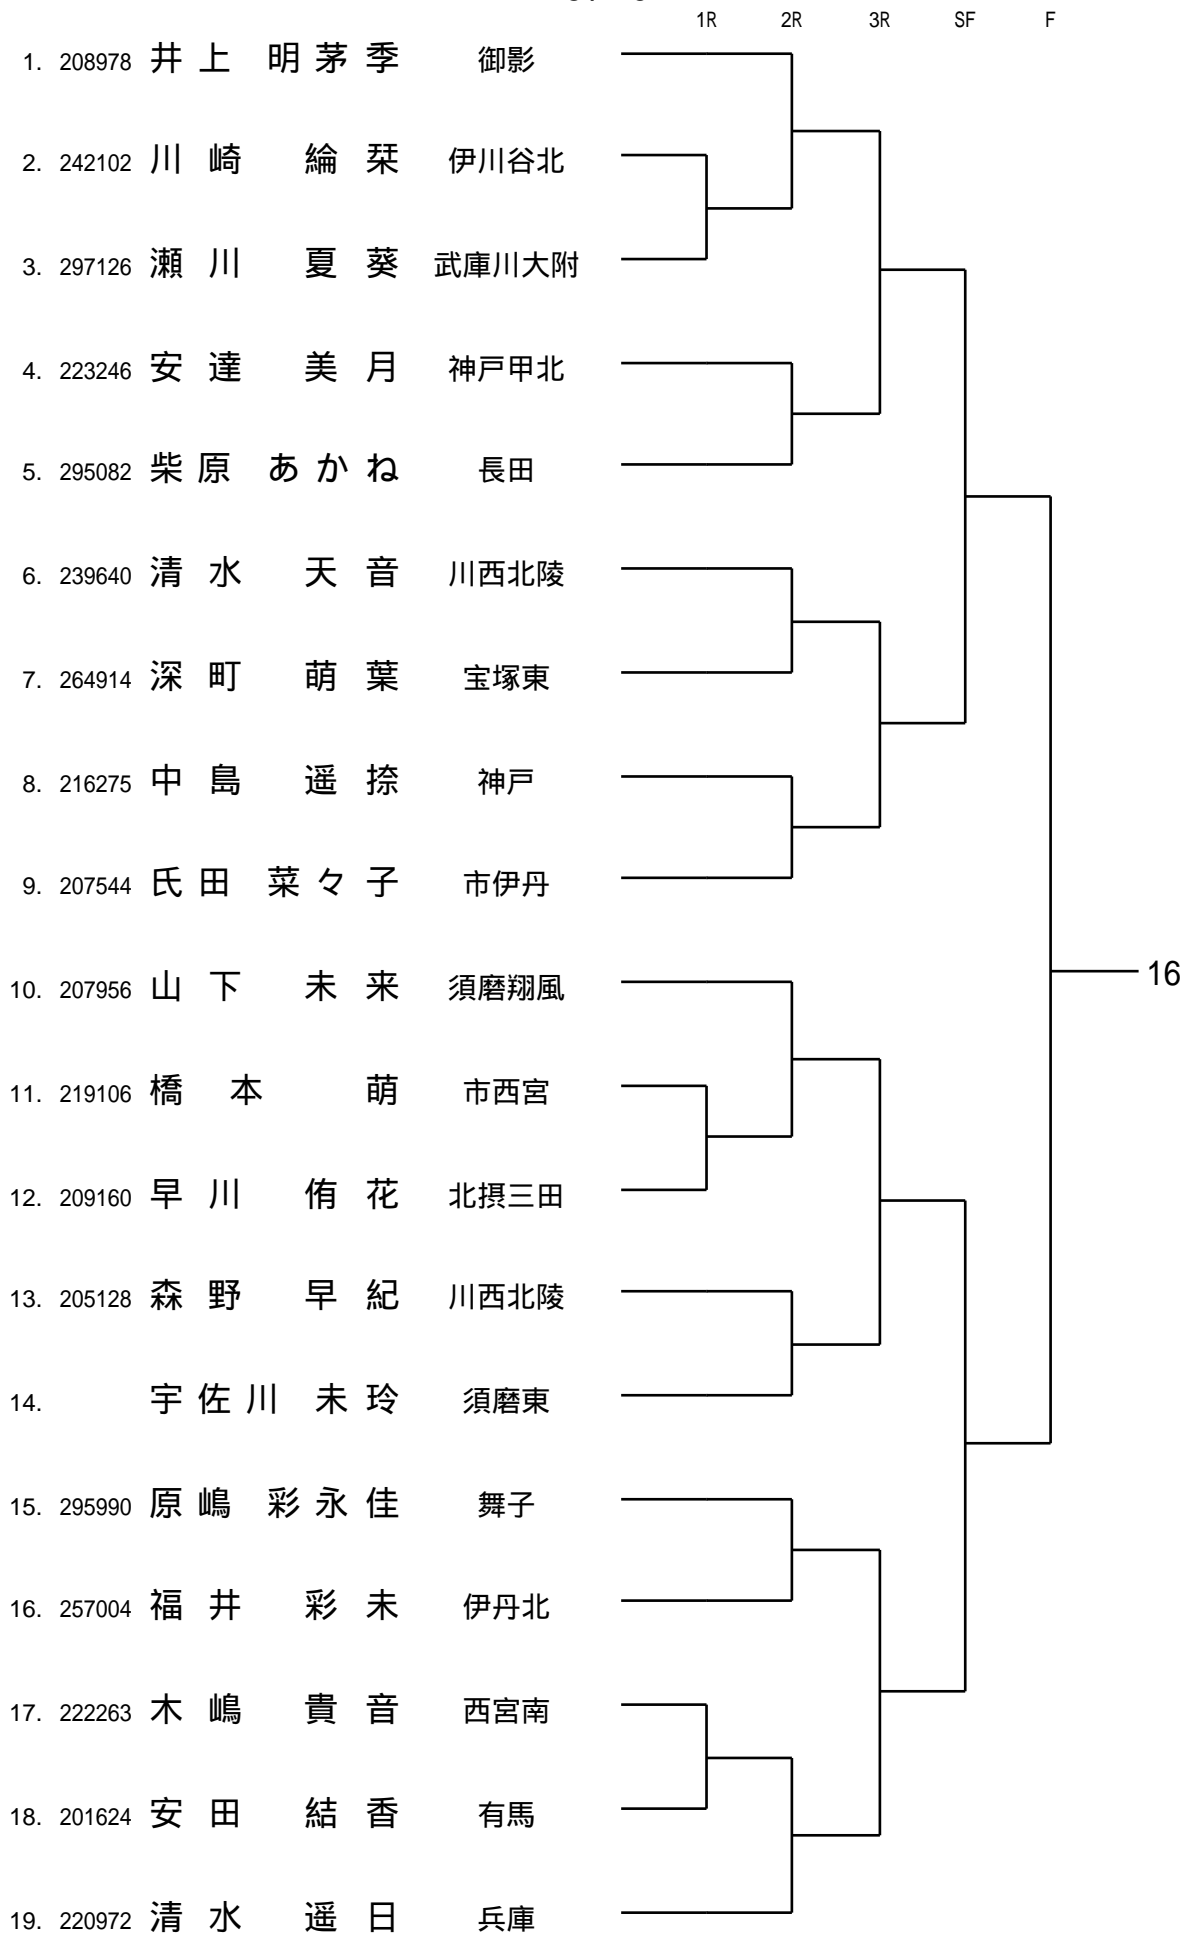 1R 2R 3R SF F
1. 208978 井上 明茅季 御影
2. 242102 川崎 綸栞 伊川谷北
3. 297126 瀬川 夏葵 武庫川大附
4. 223246 安達 美月 神戸甲北
5. 295082 柴原 あかね 長田
6. 239640 清水 天音 川西北陵
7. 264914 深町 萌葉 宝塚東
8. 216275 中島 遥捺 神戸
9. 207544 氏田 菜々子 市伊丹
10. 207956 山下 未来 須磨翔風
16
11. 219106 橋本 萌 市西宮
12. 209160 早川 侑花 北摂三田
13. 205128 森野 早紀 川西北陵
14. 宇佐川 未玲 須磨東
15. 295990 原嶋 彩永佳 舞子
16. 257004 福井 彩未 伊丹北
17. 222263 木嶋 貴音 西宮南
18. 201624 安田 結香 有馬
19. 220972 清水 遥日 兵庫